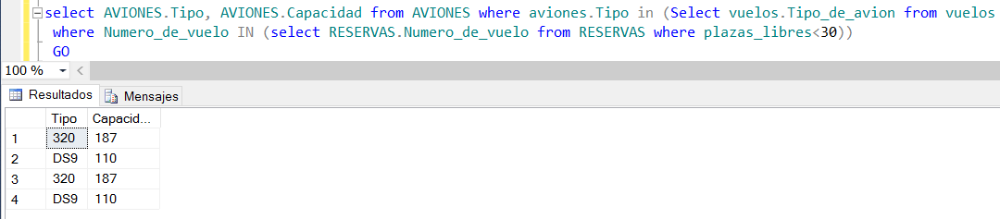 select AVIONES.Tipo, AVIONES.Capacidad from AVIONES where aviones.Tipo in (Select vuelos.Tipo_de_avion from vuelos
where Numero_de_vuelo IN (select RESERVAS.Numero_de_vuelo from RESERVAS where plazas_libres<30))
GO
100 %
Resultados Mensajes
Tipo Capacid...
1 320 187
2 DS9 110
3 320 187
4 DS9 110